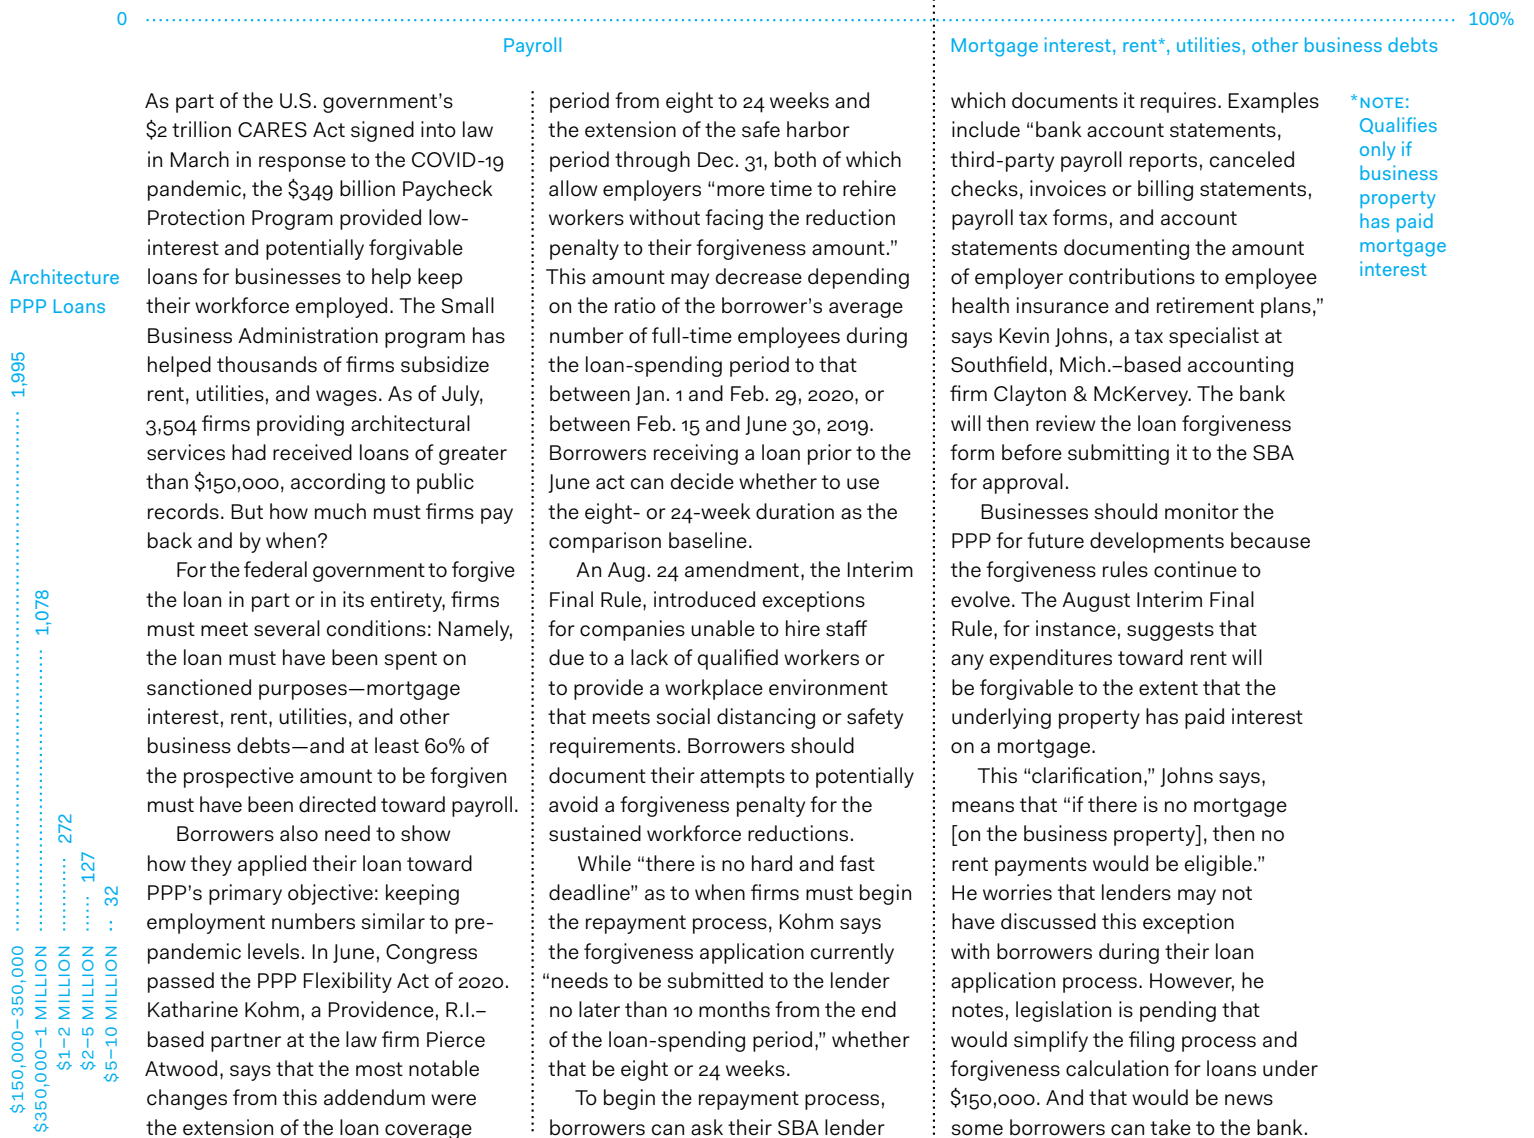 0
100%
Payroll
Mortgage interest, rent*, utilities, other business debts
As part of the U.S. government’s
$2 trillion CARES Act signed into law
in March in response to the COVID-19
pandemic, the $349 billion Paycheck
Protection Program provided low-
interest and potentially forgivable
loans for businesses to help keep
their workforce employed. The Small
Business Administration program has
helped thousands of firms subsidize
rent, utilities, and wages. As of July,
3,504 firms providing architectural
services had received loans of greater
than $150,000, according to public
records. But how much must firms pay
back and by when?
For the federal government to forgive
the loan in part or in its entirety, firms
must meet several conditions: Namely,
the loan must have been spent on
sanctioned purposes—mortgage
interest, rent, utilities, and other
business debts—and at least 60% of
the prospective amount to be forgiven
must have been directed toward payroll.
Borrowers also need to show
how they applied their loan toward
PPP’s primary objective: keeping
employment numbers similar to pre-
pandemic levels. In June, Congress
passed the PPP Flexibility Act of 2020.
Katharine Kohm, a Providence, R.I.–
based partner at the law firm Pierce
Atwood, says that the most notable
changes from this addendum were
the extension of the loan coverage
period from eight to 24 weeks and
the extension of the safe harbor
period through Dec. 31, both of which
allow employers “more time to rehire
workers without facing the reduction
penalty to their forgiveness amount.”
This amount may decrease depending
on the ratio of the borrower’s average
number of full-time employees during
the loan-spending period to that
between Jan. 1 and Feb. 29, 2020, or
between Feb. 15 and June 30, 2019.
Borrowers receiving a loan prior to the
June act can decide whether to use
the eight- or 24-week duration as the
comparison baseline.
An Aug. 24 amendment, the Interim
Final Rule, introduced exceptions
for companies unable to hire staff
due to a lack of qualified workers or
to provide a workplace environment
that meets social distancing or safety
requirements. Borrowers should
document their attempts to potentially
avoid a forgiveness penalty for the
sustained workforce reductions.
While “there is no hard and fast
deadline” as to when firms must begin
the repayment process, Kohm says
the forgiveness application currently
“needs to be submitted to the lender
no later than 10 months from the end
of the loan-spending period,” whether
that be eight or 24 weeks.
To begin the repayment process,
borrowers can ask their SBA lender
which documents it requires. Examples
include “bank account statements,
third-party payroll reports, canceled
checks, invoices or billing statements,
payroll tax forms, and account
statements documenting the amount
of employer contributions to employee
health insurance and retirement plans,”
says Kevin Johns, a tax specialist at
Southfield, Mich.–based accounting
firm Clayton & McKervey. The bank
will then review the loan forgiveness
form before submitting it to the SBA
for approval.
Businesses should monitor the
PPP for future developments because
the forgiveness rules continue to
evolve. The August Interim Final
Rule, for instance, suggests that
any expenditures toward rent will
be forgivable to the extent that the
underlying property has paid interest
on a mortgage.
This “clarification,” Johns says,
means that “if there is no mortgage
[on the business property], then no
rent payments would be eligible.”
He worries that lenders may not
have discussed this exception
with borrowers during their loan
application process. However, he
notes, legislation is pending that
would simplify the filing process and
forgiveness calculation for loans under
$150,000. And that would be news
some borrowers can take to the bank.
*NOTE:
Qualifies
only if
business
property
has paid
mortgage
interest
Architecture
PPP Loans
$150,000–350,000 1,995
$350,000–1 MILLION 1,078
$1–2 MILLION 272
$2–5 MILLION 127
$5–10 MILLION 32